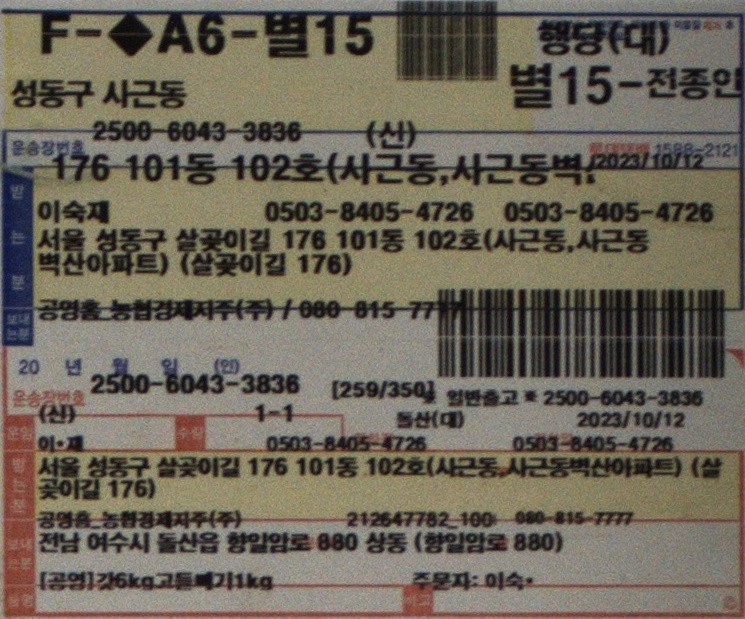 F-◆A6-별15
행당(대)
성동구 사근동
별15-전종인
2500-6043-3836 (신)
운송장번호
롯데택배 1588-2121
176 101동 102호(사근동,사근동벽
2023/10/12
받는분
이숙재 0503-8405-4726 0503-8405-4726
서울 성동구 살곶이길 176 101동 102호(사근동,사근동
벽산아파트) (살곶이길 176)
보내는분
공영홈_농협경제지주(주) / 080-815-7777
20 년 월 일 (인)
운송장번호
2500-6043-3836 [259/350] 일반출고 * 2500-6043-3836
(신) 1-1 돌산(대) 2023/10/12
운임 수량
이*재 0503-8405-4726 0503-8405-4726
받는분
서울 성동구 살곶이길 176 101동 102호(사근동,사근동벽산아파트) (살
곶이길 176)
공영홈_농협경제지주(주) 212647782_100 080-815-7777
보내는분
전남 여수시 돌산읍 향일암로 880 상동 (향일암로 880)
[공영]갓6kg고들빼기1kg 주문자: 이숙*